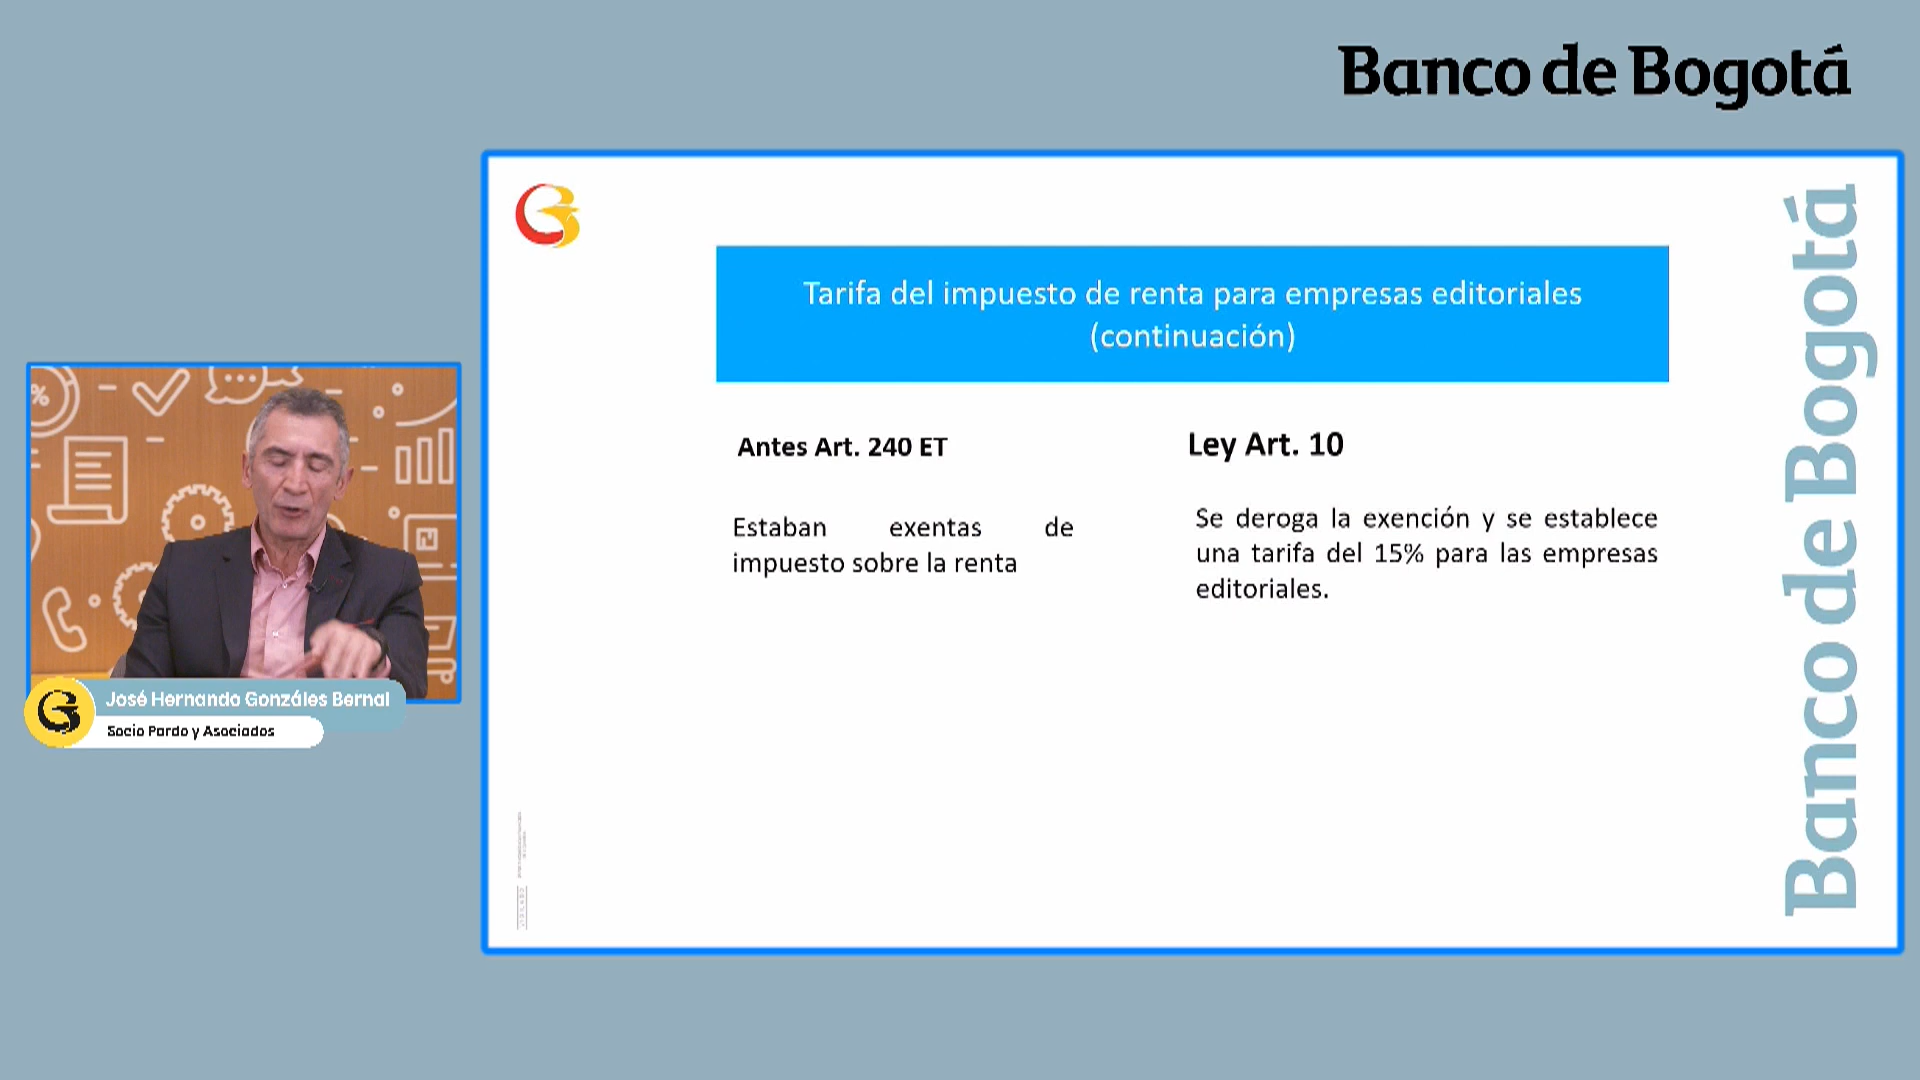 Banco de Bogotá
Tarifa del impuesto de renta para empresas editoriales
(continuación)
Antes Art. 240 ET
Estaban exentas de
impuesto sobre la renta
Ley Art. 10
Se deroga la exención y se establece
una tarifa del 15% para las empresas
editoriales.
Banco de Bogotá
José Hernando Gonzáles Bernal
Socio Pardo y Asociados
%